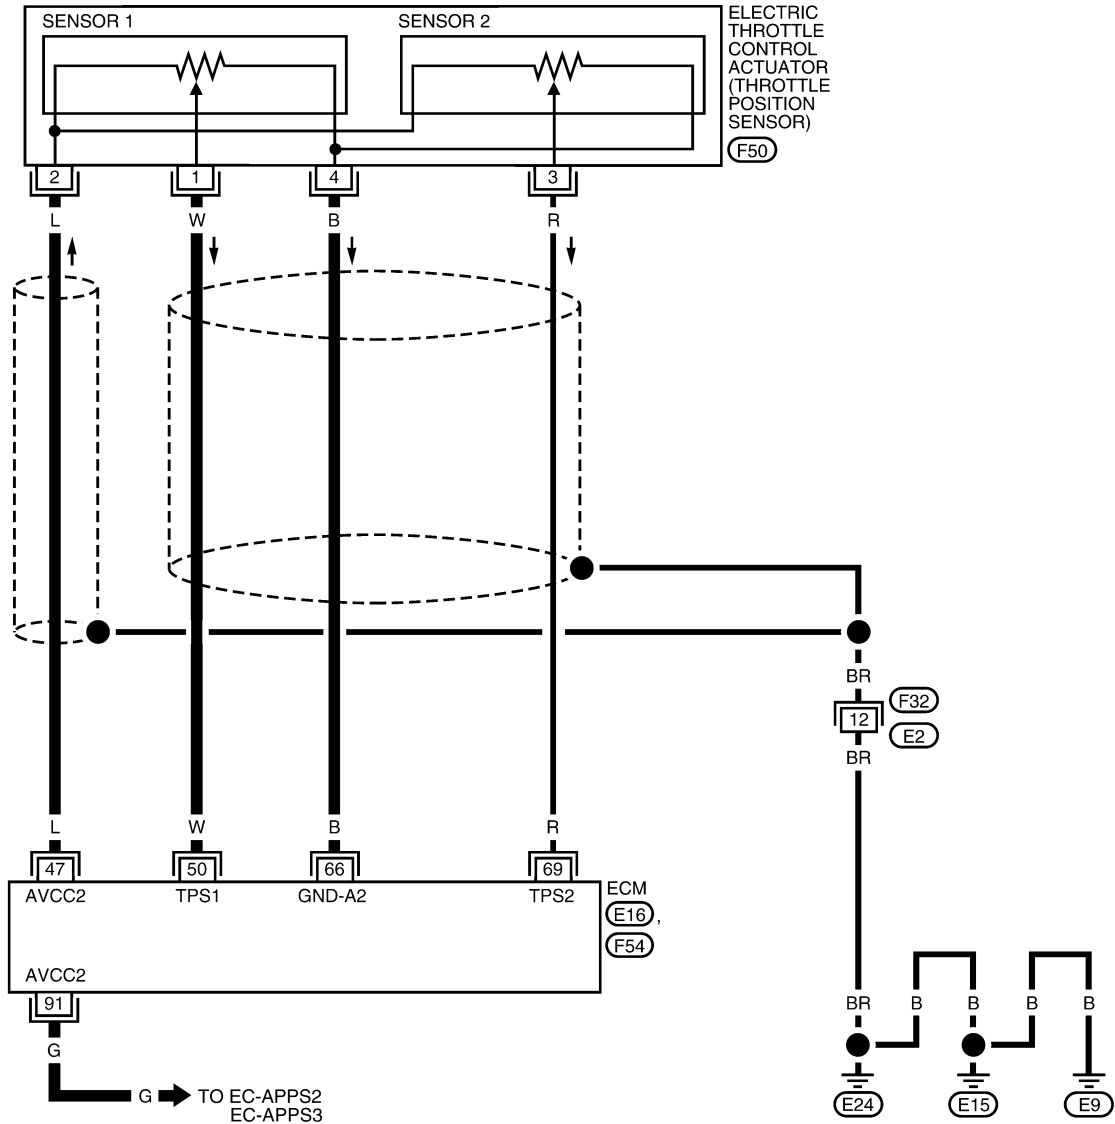 SENSOR 1
SENSOR 2
ELECTRIC
THROTTLE
CONTROL
ACTUATOR
(THROTTLE
POSITION
SENSOR)
F50
2
1
4
3
L
W
B
R
BR
F32
12
E2
BR
L
W
B
R
47
50
66
69
AVCC2
TPS1
GND-A2
TPS2
ECM
E16 ,
F54
AVCC2
91
BR
B
B
B
B
G
G
TO EC-APPS2
EC-APPS3
E24
E15
E9